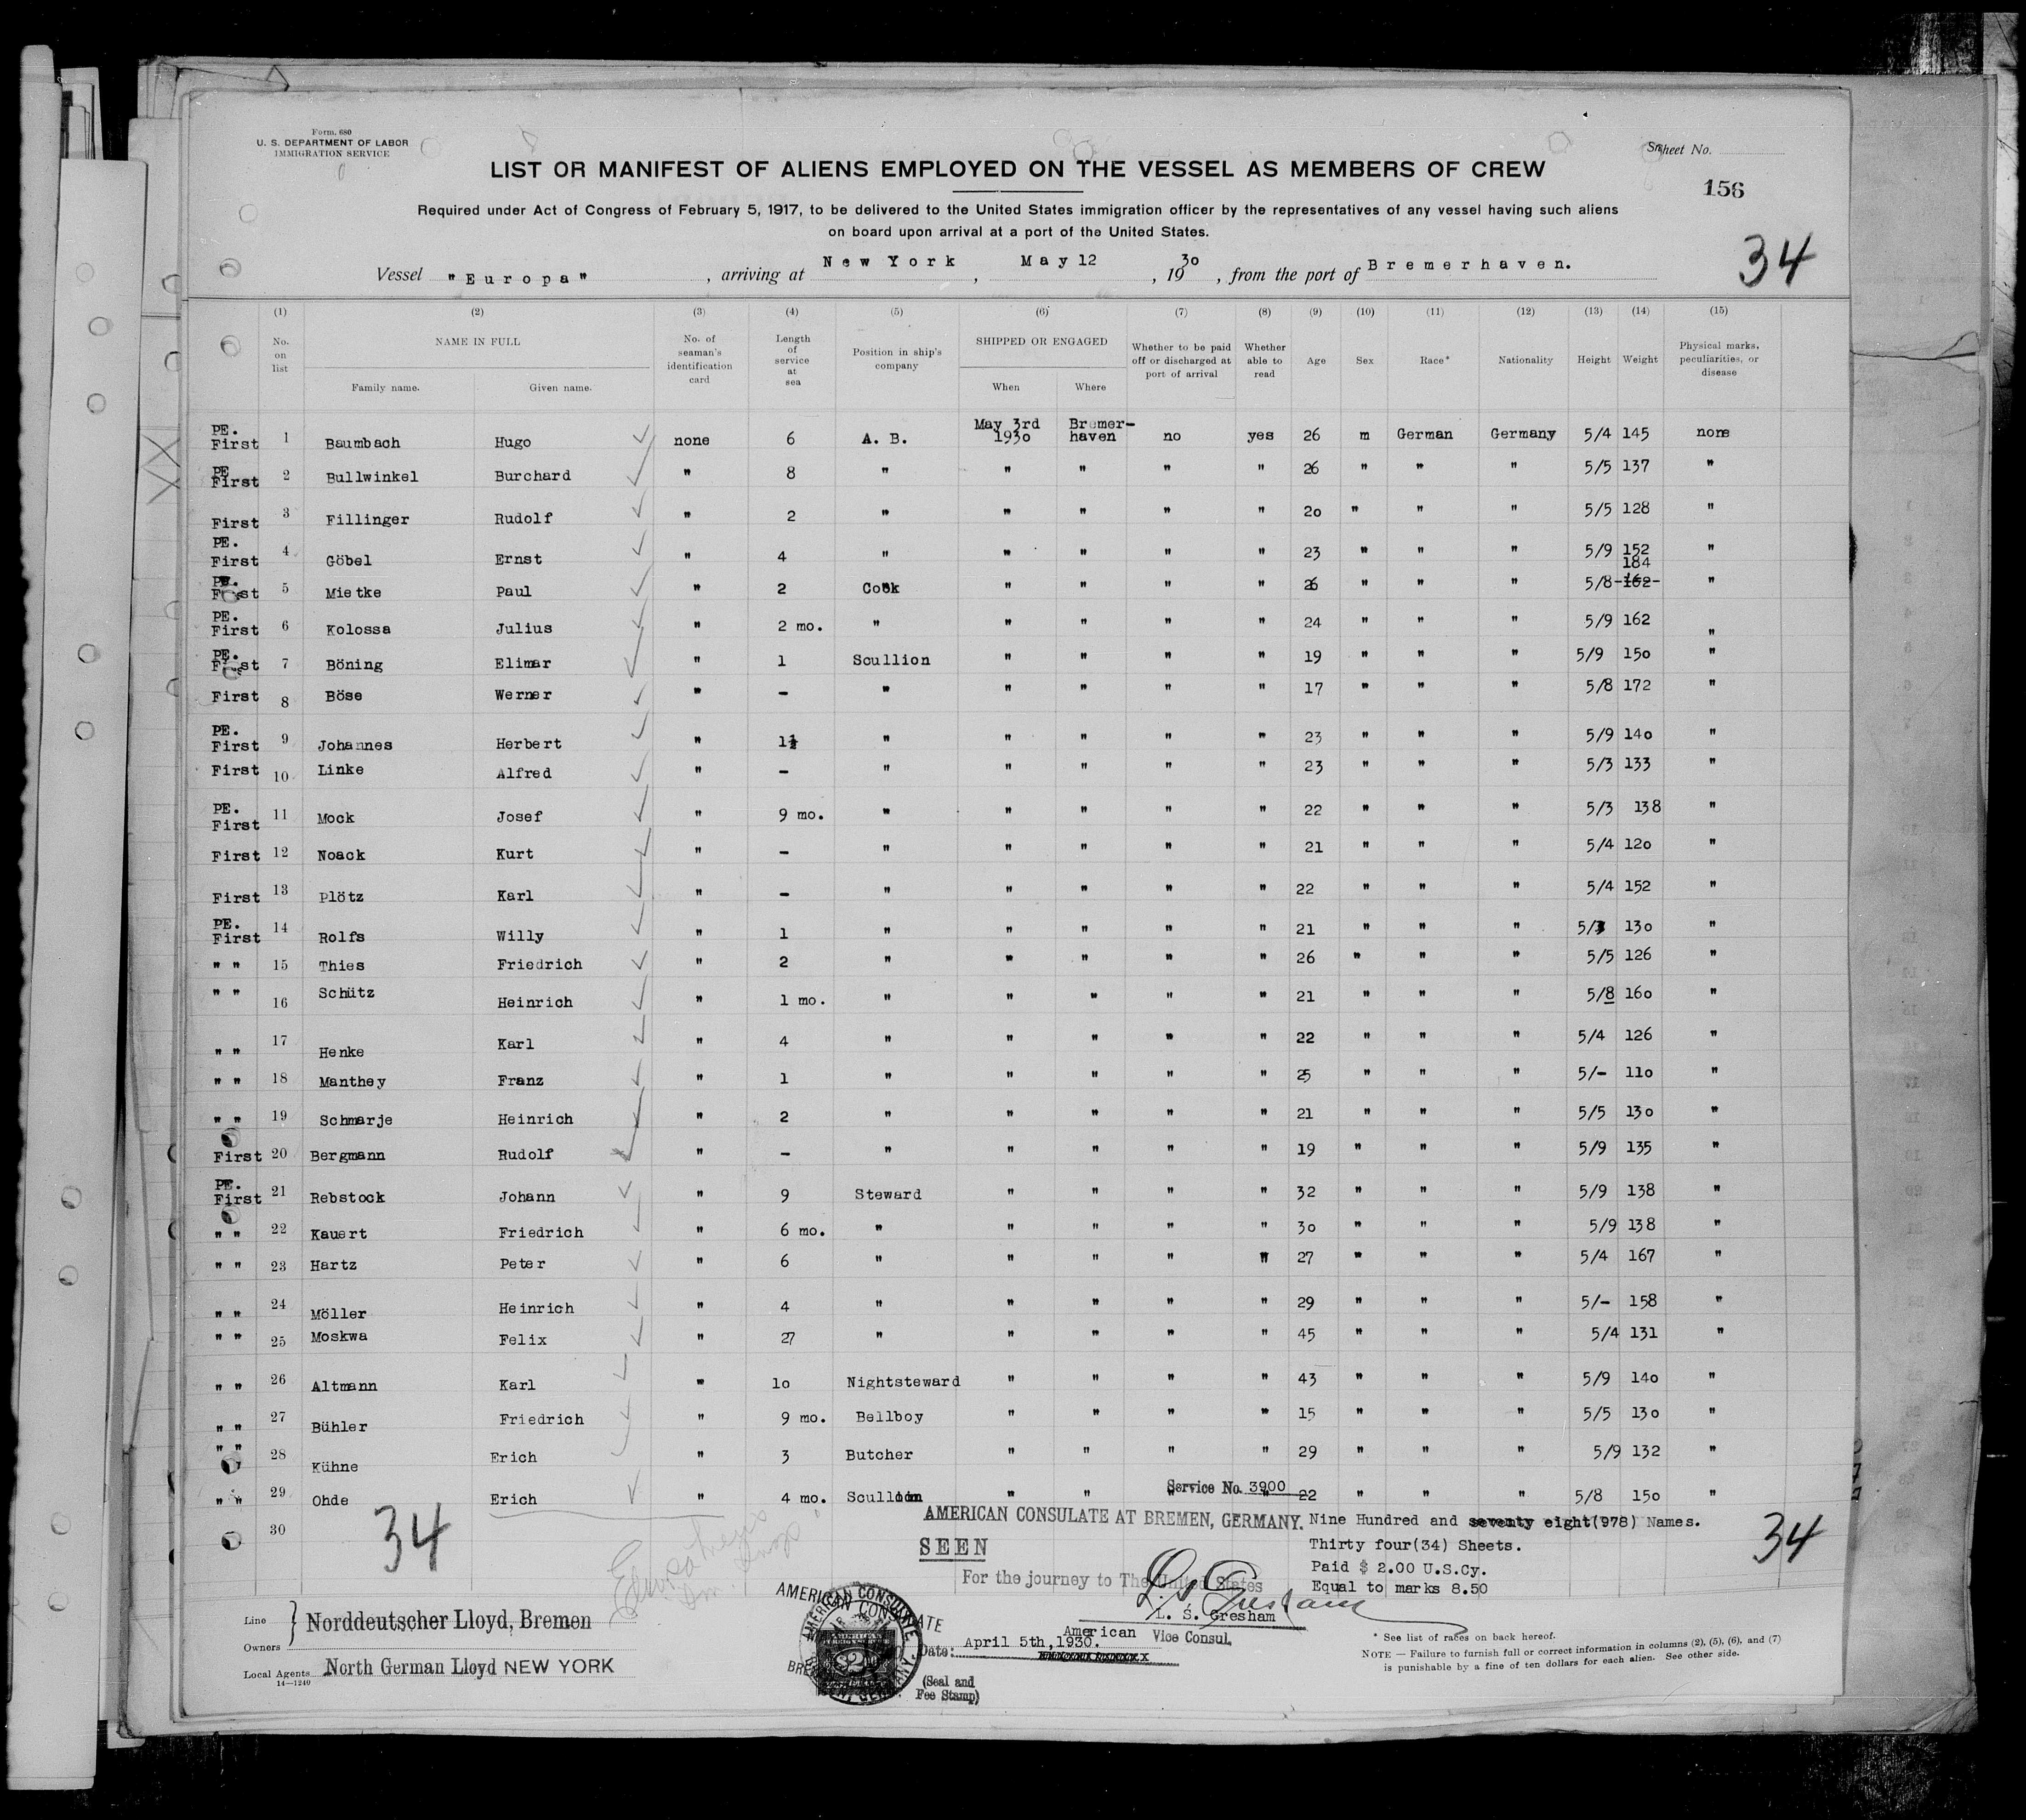 Form. 680
U. S. DEPARTMENT OF LABOR
IMMIGRATION SERVICE
Sheet No.
LIST OR MANIFEST OF ALIENS EMPLOYED ON THE VESSEL AS MEMBERS OF CREW
156
Required under Act of Congress of February 5, 1917, to be delivered to the United States immigration officer by the representatives of any vessel having such aliens
on board upon arrival at a port of the United States.
34
Vessel "Europa", arriving at New York, May 12, 1930, from the port of Bremerhaven.
(1) (2) (3) (4) (5) (6) (7) (8) (9) (10) (11) (12) (13) (14) (15)
No. on list NAME IN FULL Family name. Given name. No. of seaman's identification card Length of service at sea Position in ship's company SHIPPED OR ENGAGED When Where Whether to be paid off or discharged at port of arrival Whether able to read Age Sex Race* Nationality Height Weight Physical marks, peculiarities, or disease
PE. First 1 Baumbach Hugo none 6 A. B. May 3rd 1930 Bremer-haven no yes 26 m German Germany 5/4 145 none
PE First 2 Bullwinkel Burchard " 8 " " " " " 26 " " " 5/5 137 "
First 3 Fillinger Rudolf " 2 " " " " " 20 " " " 5/5 128 "
PE. First 4 Göbel Ernst " 4 " " " " " 23 " " " 5/9 152 "
PE. First 5 Mietke Paul " 2 Cook " " " " 26 " " " 5/8 -162- 184 "
PE. First 6 Kolossa Julius " 2 mo. " " " " " 24 " " " 5/9 162 "
PE. First 7 Böning Elimar " 1 Scullion " " " " 19 " " " 5/9 150 "
First 8 Böse Werner " - " " " " " 17 " " " 5/8 172 "
PE. First 9 Johannes Herbert " 1½ " " " " " 23 " " " 5/9 140 "
First 10 Linke Alfred " - " " " " " 23 " " " 5/3 133 "
PE. First 11 Mock Josef " 9 mo. " " " " " 22 " " " 5/3 138 "
First 12 Noack Kurt " - " " " " " 21 " " " 5/4 120 "
First 13 Plötz Karl " - " " " " " 22 " " " 5/4 152 "
PE. First 14 Rolfs Willy " 1 " " " " " 21 " " " 5/3 130 "
" " 15 Thies Friedrich " 2 " " " " " 26 " " " 5/5 126 "
" " 16 Schütz Heinrich " 1 mo. " " " " " 21 " " " 5/8 160 "
" " 17 Henke Karl " 4 " " " " " 22 " " " 5/4 126 "
" " 18 Manthey Franz " 1 " " " " " 25 " " " 5/- 110 "
" " 19 Schmarje Heinrich " 2 " " " " " 21 " " " 5/5 130 "
First 20 Bergmann Rudolf " - " " " " " 19 " " " 5/9 135 "
PE. First 21 Rebstock Johann " 9 Steward " " " " 32 " " " 5/9 138 "
" " 22 Kauert Friedrich " 6 mo. " " " " " 30 " " " 5/9 138 "
" " 23 Hartz Peter " 6 " " " " " 27 " " " 5/4 167 "
" " 24 Möller Heinrich " 4 " " " " " 29 " " " 5/- 158 "
" " 25 Moskwa Felix " 27 " " " " " 45 " " " 5/4 131 "
" " 26 Altmann Karl " 10 Nightsteward " " " " 43 " " " 5/9 140 "
" " 27 Bühler Friedrich " 9 mo. Bellboy " " " " 15 " " " 5/5 130 "
" " 28 Kühne Erich " 3 Butcher " " " " 29 " " " 5/9 132 "
" " 29 Ohde Erich " 4 mo. Scullion " " " " 22 " " " 5/8 150 "
Service No. 3900
30
34
AMERICAN CONSULATE AT BREMEN, GERMANY.
SEEN
For the journey to The United States
Nine Hundred and seventy eight(978) Names.
Thirty four(34) Sheets.
Paid $ 2.00 U.S.Cy.
Equal to marks 8.50
34
L. S. Gresham
L. S. Gresham
American Vice Consul.
Date: April 5th, 1930.
(Seal and
Fee Stamp)
AMERICAN CONSULATE
Line
Owners
Norddeutscher Lloyd, Bremen
Local Agents North German Lloyd NEW YORK
14—1240
* See list of races on back hereof.
NOTE — Failure to furnish full or correct information in columns (2), (5), (6), and (7)
is punishable by a fine of ten dollars for each alien. See other side.